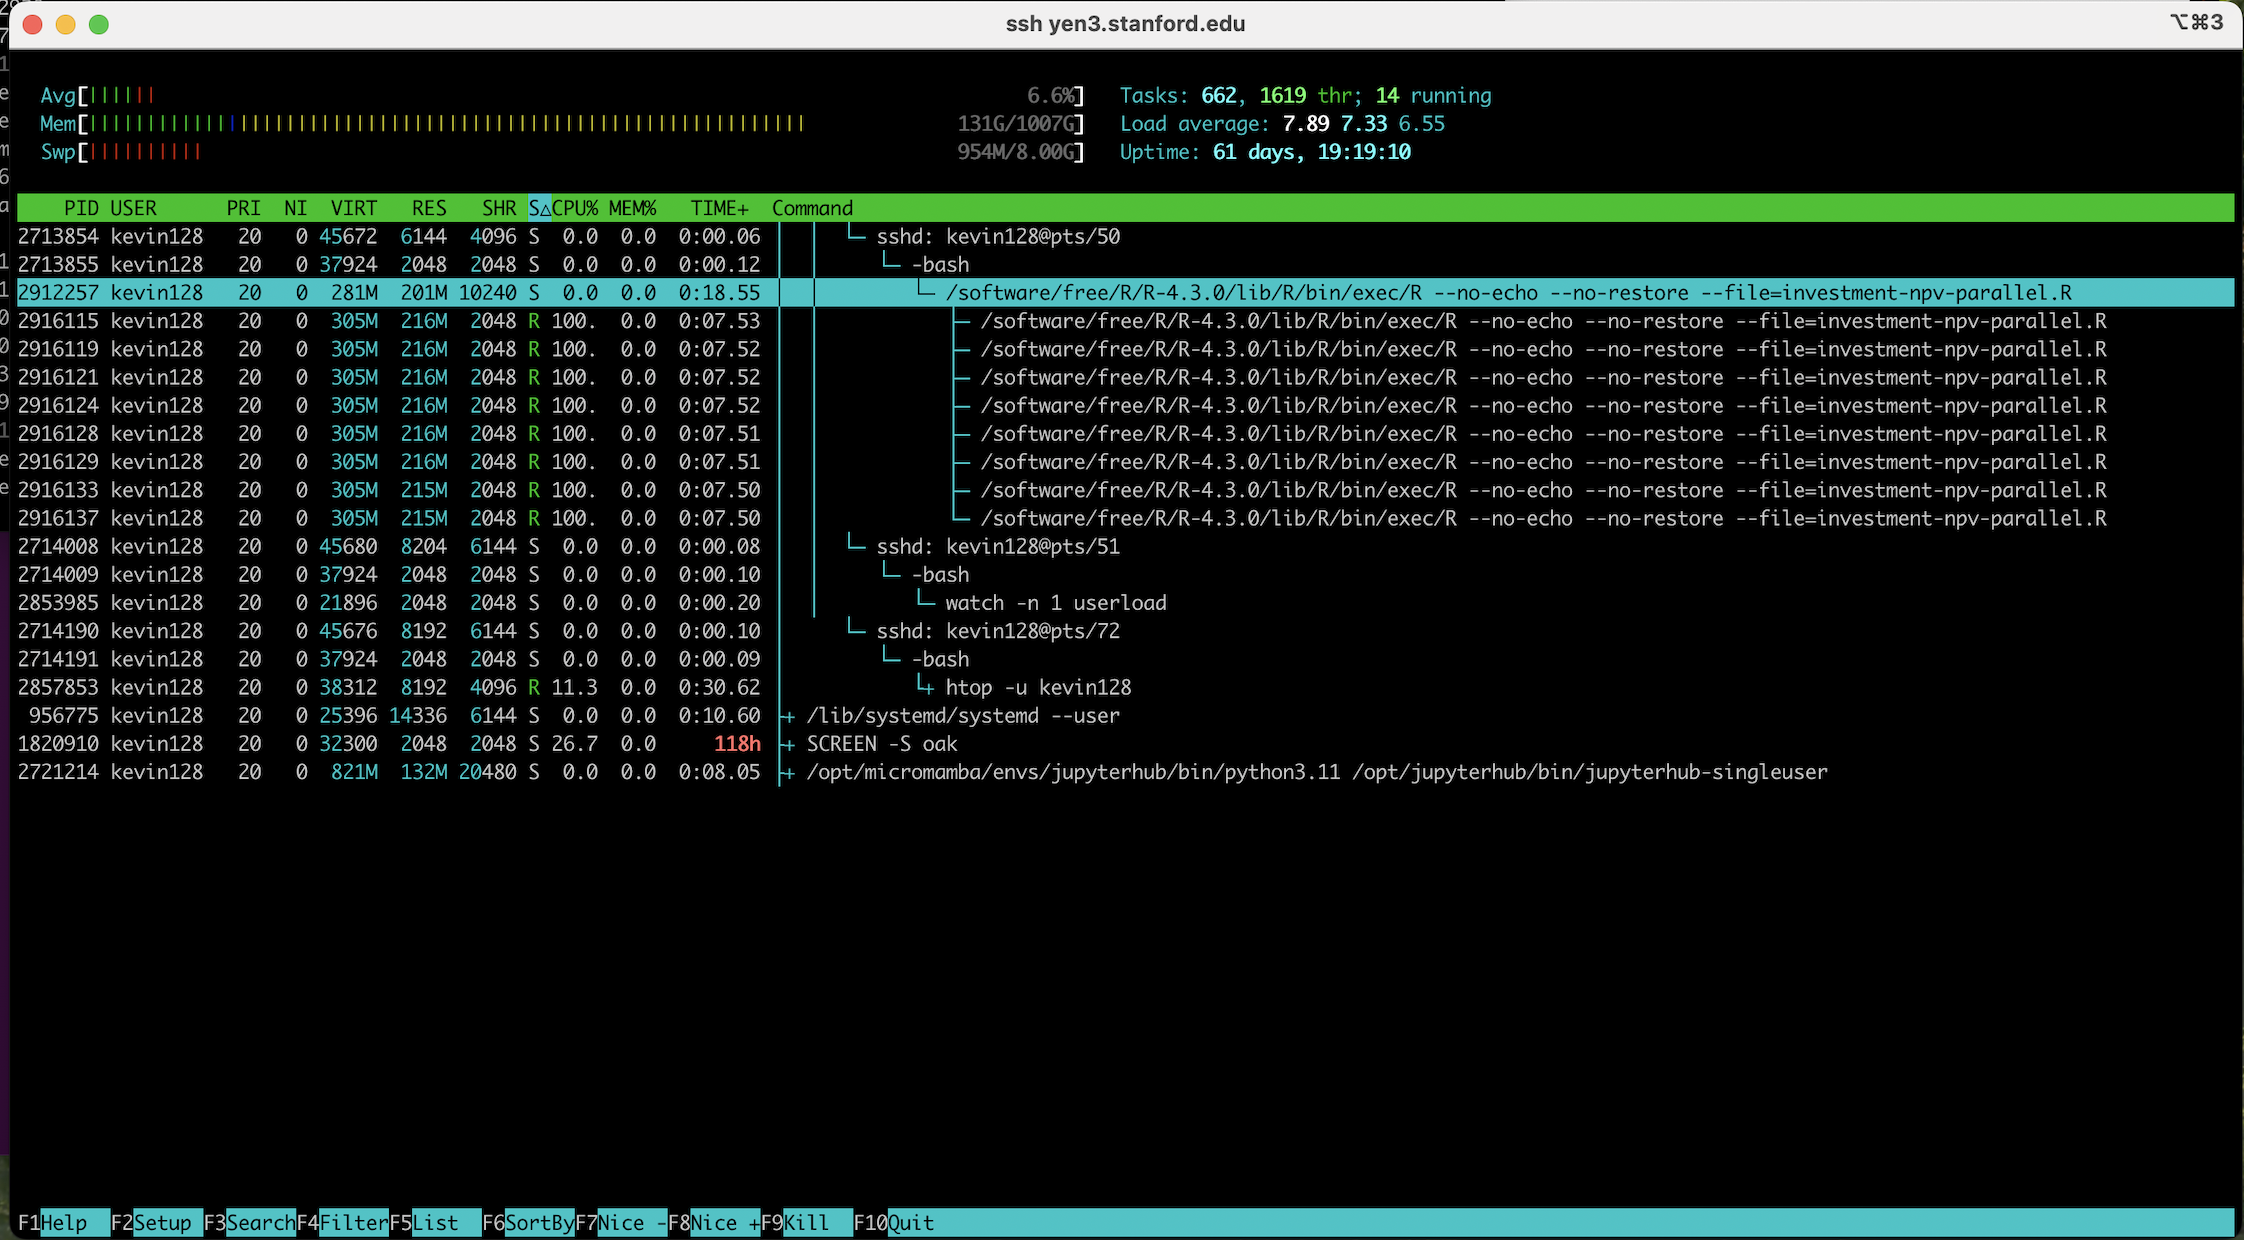 ssh yen3.stanford.edu ⌥⌘3
Avg[|||||| 6.6%] Tasks: 662, 1619 thr; 14 running
Mem[||||||||||||||||||||||||||||||||||||||||||||||||||||||||||||| 131G/1007G] Load average: 7.89 7.33 6.55
Swp[|||||||||| 954M/8.00G] Uptime: 61 days, 19:19:10
PID USER PRI NI VIRT RES SHR S△CPU% MEM% TIME+ Command
2713854 kevin128 20 0 45672 6144 4096 S 0.0 0.0 0:00.06 │ │ └─ sshd: kevin128@pts/50
2713855 kevin128 20 0 37924 2048 2048 S 0.0 0.0 0:00.12 │ │ └─ -bash
2912257 kevin128 20 0 281M 201M 10240 S 0.0 0.0 0:18.55 │ │ └─ /software/free/R/R-4.3.0/lib/R/bin/exec/R --no-echo --no-restore --file=investment-npv-parallel.R
2916115 kevin128 20 0 305M 216M 2048 R 100. 0.0 0:07.53 │ │ ├─ /software/free/R/R-4.3.0/lib/R/bin/exec/R --no-echo --no-restore --file=investment-npv-parallel.R
2916119 kevin128 20 0 305M 216M 2048 R 100. 0.0 0:07.52 │ │ ├─ /software/free/R/R-4.3.0/lib/R/bin/exec/R --no-echo --no-restore --file=investment-npv-parallel.R
2916121 kevin128 20 0 305M 216M 2048 R 100. 0.0 0:07.52 │ │ ├─ /software/free/R/R-4.3.0/lib/R/bin/exec/R --no-echo --no-restore --file=investment-npv-parallel.R
2916124 kevin128 20 0 305M 216M 2048 R 100. 0.0 0:07.52 │ │ ├─ /software/free/R/R-4.3.0/lib/R/bin/exec/R --no-echo --no-restore --file=investment-npv-parallel.R
2916128 kevin128 20 0 305M 216M 2048 R 100. 0.0 0:07.51 │ │ ├─ /software/free/R/R-4.3.0/lib/R/bin/exec/R --no-echo --no-restore --file=investment-npv-parallel.R
2916129 kevin128 20 0 305M 216M 2048 R 100. 0.0 0:07.51 │ │ ├─ /software/free/R/R-4.3.0/lib/R/bin/exec/R --no-echo --no-restore --file=investment-npv-parallel.R
2916133 kevin128 20 0 305M 215M 2048 R 100. 0.0 0:07.50 │ │ ├─ /software/free/R/R-4.3.0/lib/R/bin/exec/R --no-echo --no-restore --file=investment-npv-parallel.R
2916137 kevin128 20 0 305M 215M 2048 R 100. 0.0 0:07.50 │ │ └─ /software/free/R/R-4.3.0/lib/R/bin/exec/R --no-echo --no-restore --file=investment-npv-parallel.R
2714008 kevin128 20 0 45680 8204 6144 S 0.0 0.0 0:00.08 │ │ └─ sshd: kevin128@pts/51
2714009 kevin128 20 0 37924 2048 2048 S 0.0 0.0 0:00.10 │ │ └─ -bash
2853985 kevin128 20 0 21896 2048 2048 S 0.0 0.0 0:00.20 │ │ └─ watch -n 1 userload
2714190 kevin128 20 0 45676 8192 6144 S 0.0 0.0 0:00.10 │ └─ sshd: kevin128@pts/72
2714191 kevin128 20 0 37924 2048 2048 S 0.0 0.0 0:00.09 │ └─ -bash
2857853 kevin128 20 0 38312 8192 4096 R 11.3 0.0 0:30.62 │ └+ htop -u kevin128
956775 kevin128 20 0 25396 14336 6144 S 0.0 0.0 0:10.60 ├+ /lib/systemd/systemd --user
1820910 kevin128 20 0 32300 2048 2048 S 26.7 0.0 118h ├+ SCREEN -S oak
2721214 kevin128 20 0 821M 132M 20480 S 0.0 0.0 0:08.05 ├+ /opt/micromamba/envs/jupyterhub/bin/python3.11 /opt/jupyterhub/bin/jupyterhub-singleuser
F1Help F2Setup F3SearchF4FilterF5List F6SortByF7Nice -F8Nice +F9Kill F10Quit